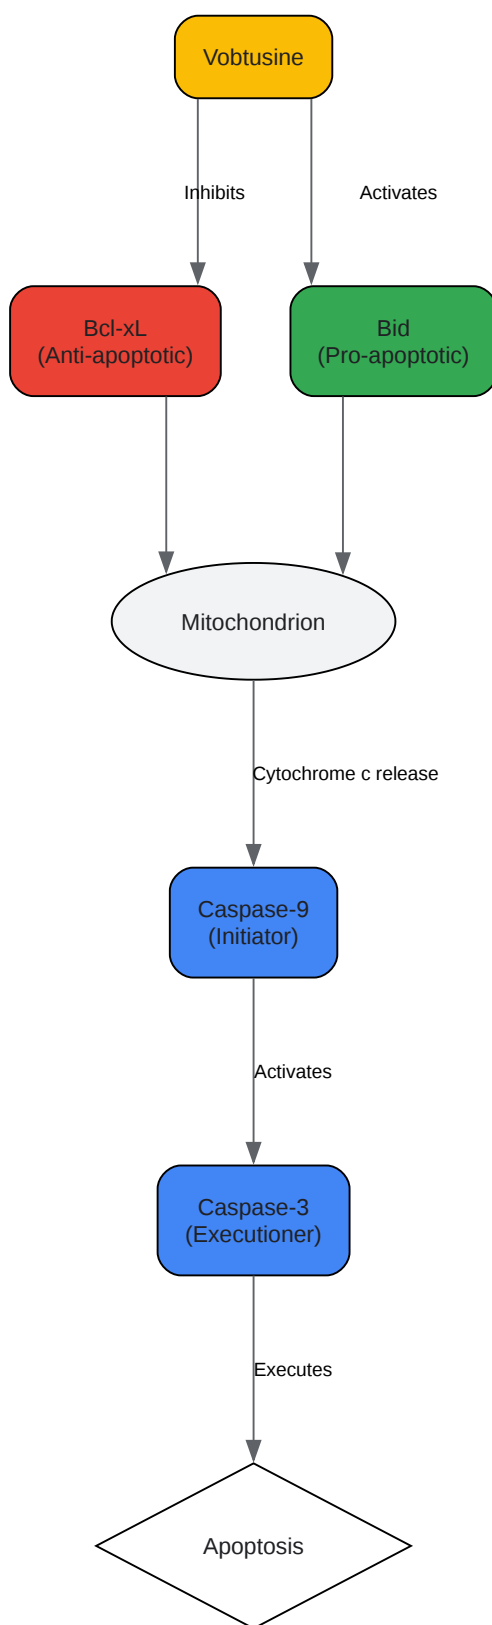 Vobtusine
Inhibits
Activates
Bcl-xL
(Anti-apoptotic)
Bid
(Pro-apoptotic)
Mitochondrion
Cytochrome c release
Caspase-9
(Initiator)
Activates
Caspase-3
(Executioner)
Executes
Apoptosis